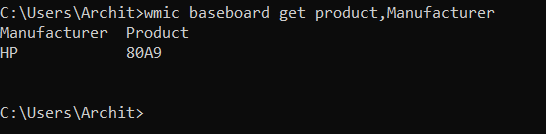 C:\Users\Archit>wmic baseboard get product,Manufacturer
Manufacturer  Product
HP            80A9
C:\Users\Archit>